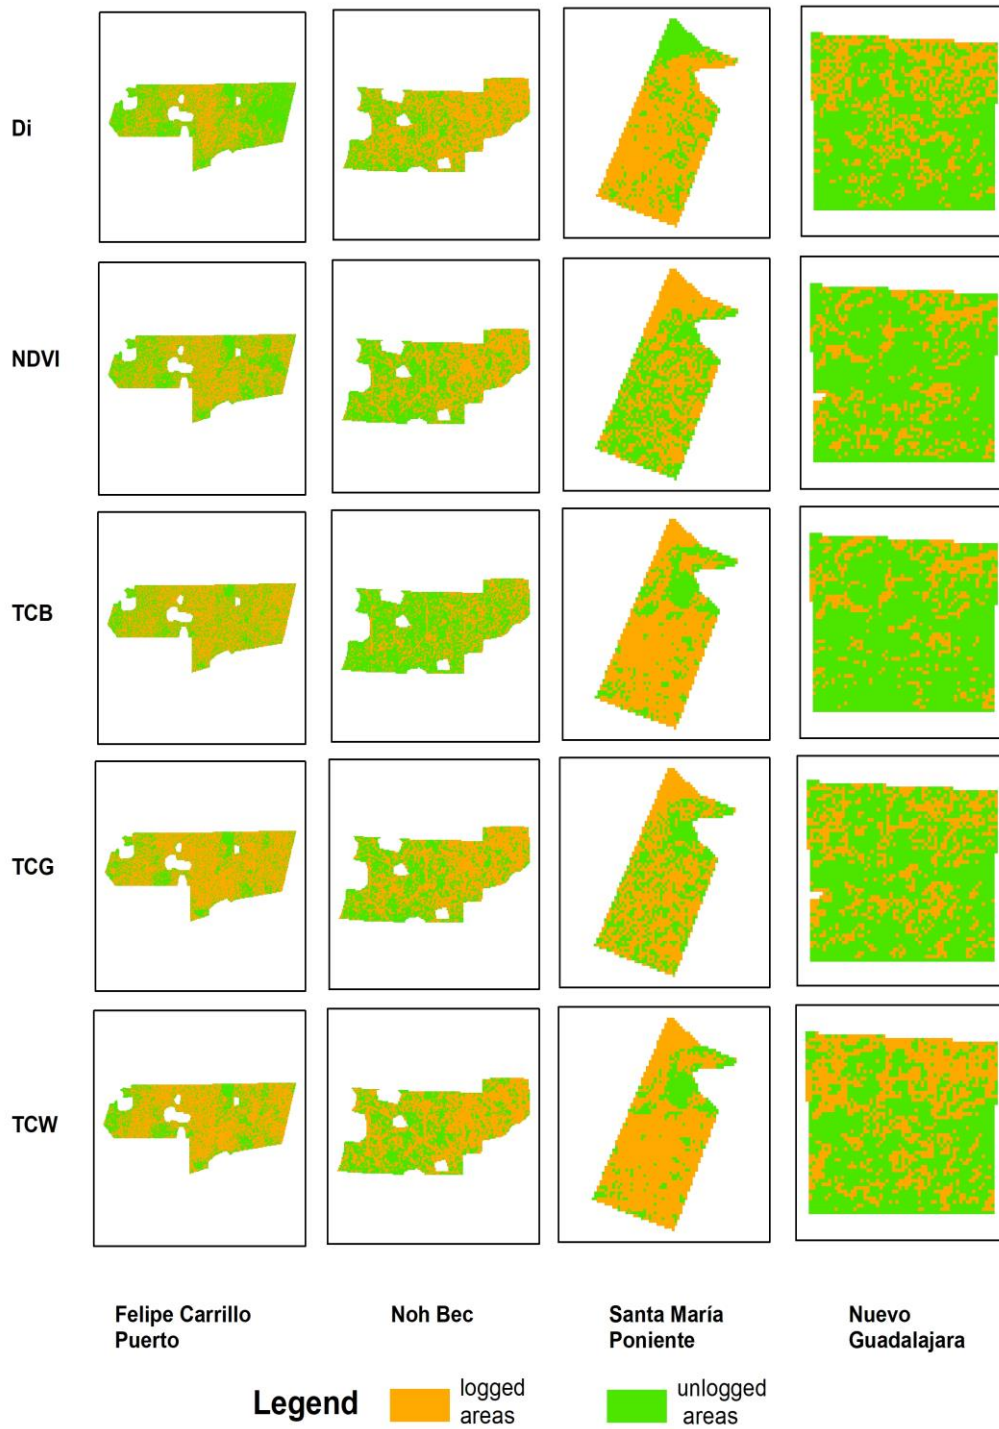 Di
NDVI
TCB
TCG
TCW
Felipe Carrillo
Puerto
Noh Bec
Santa María
Poniente
Nuevo
Guadalajara
Legend
logged
areas
unlogged
areas